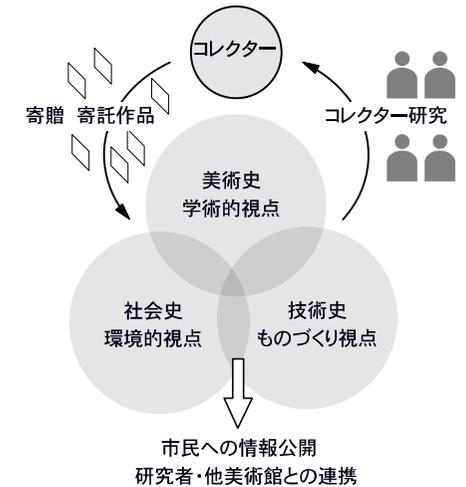 コレクター
寄贈 寄託作品
コレクター研究
美術史
学術的視点
社会史
環境的視点
技術史
ものづくり視点
市民への情報公開
研究者・他美術館との連携